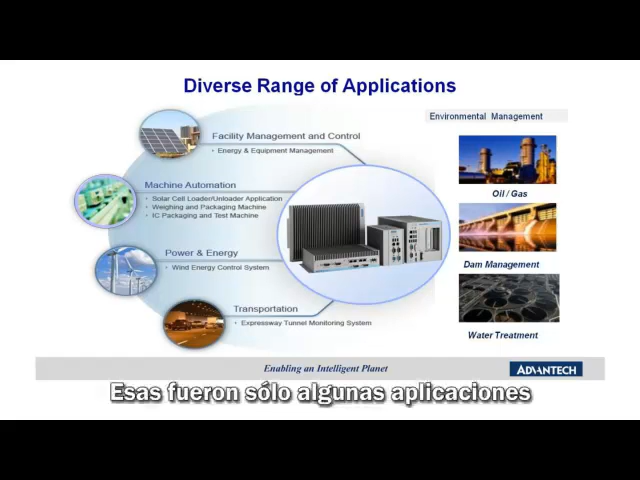 Diverse Range of Applications
Environmental Management
Facility Management and Control
• Energy & Equipment Management
Machine Automation
• Solar Cell Loader/Unloader Application
• Weighing and Packaging Machine
• IC Packaging and Test Machine
Power & Energy
• Wind Energy Control System
Transportation
• Expressway Tunnel Monitoring System
Oil / Gas
Dam Management
Water Treatment
Enabling an Intelligent Planet
ADVANTECH
Esas fueron sólo algunas aplicaciones